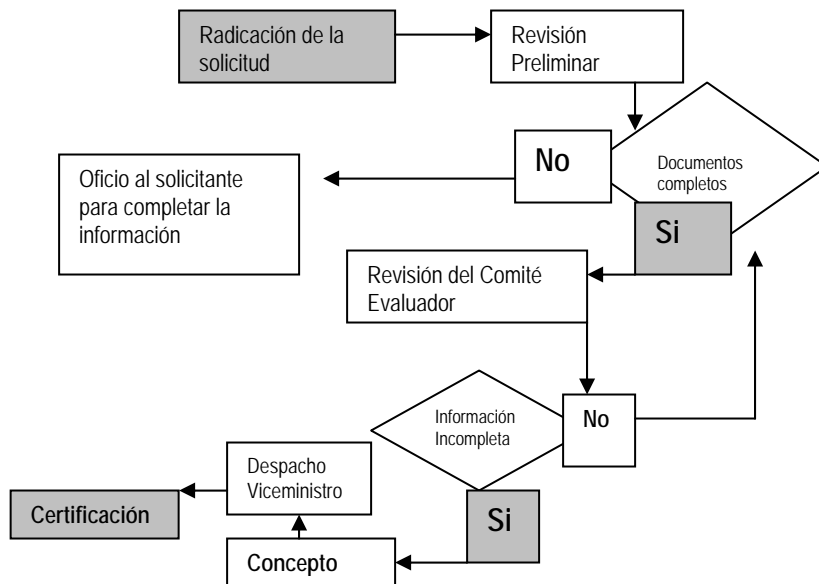 Radicación de la
solicitud
Revisión
Preliminar
No
Documentos
completos
Oficio al solicitante
para completar la
información
Si
Revisión del Comité
Evaluador
Información
Incompleta
No
Despacho
Viceministro
Certificación
Si
Concepto